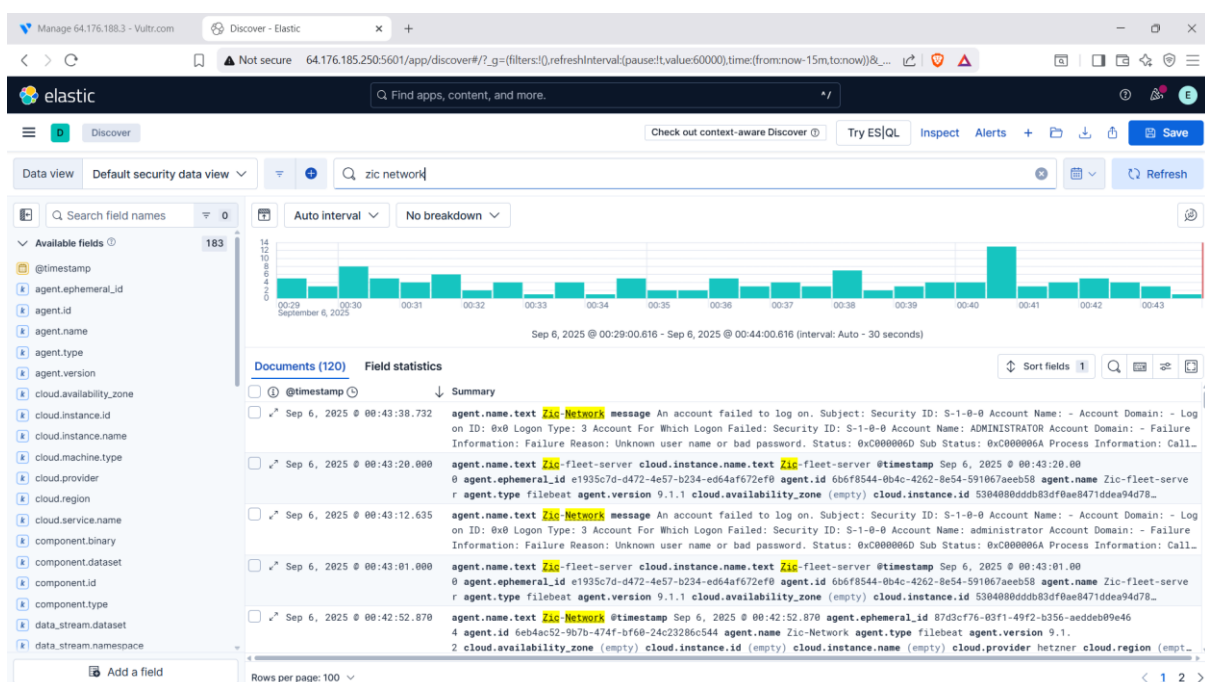 Manage 64.176.188.3 - Vultr.com
Discover - Elastic
Not secure 64.176.185.250:5601/app/discover#/?_g=(filters:!(),refreshInterval:(pause:!t,value:60000),time:(from:now-15m,to:now))&_...
elastic
Find apps, content, and more.
^/
E
D Discover
Check out context-aware Discover
Try ES|QL
Inspect
Alerts
Save
Data view Default security data view
zic network
Refresh
Search field names 0
Auto interval
No breakdown
Available fields 183
@timestamp
agent.ephemeral_id
agent.id
agent.name
agent.type
agent.version
cloud.availability_zone
cloud.instance.id
cloud.instance.name
cloud.machine.type
cloud.provider
cloud.region
cloud.service.name
component.binary
component.dataset
component.id
component.type
data_stream.dataset
data_stream.namespace
Add a field
14
12
10
8
6
4
2
0
00:29 00:30 00:31 00:32 00:33 00:34 00:35 00:36 00:37 00:38 00:39 00:40 00:41 00:42 00:43
September 6, 2025
Sep 6, 2025 @ 00:29:00.616 - Sep 6, 2025 @ 00:44:00.616 (interval: Auto - 30 seconds)
Documents (120) Field statistics
Sort fields 1
@timestamp Summary
Sep 6, 2025 @ 00:43:38.732 agent.name.text Zic-Network message An account failed to log on. Subject: Security ID: S-1-0-0 Account Name: - Account Domain: - Log
on ID: 0x0 Logon Type: 3 Account For Which Logon Failed: Security ID: S-1-0-0 Account Name: ADMINISTRATOR Account Domain: - Failure
Information: Failure Reason: Unknown user name or bad password. Status: 0xC000006D Sub Status: 0xC000006A Process Information: Call...
Sep 6, 2025 @ 00:43:20.000 agent.name.text Zic-fleet-server cloud.instance.name.text Zic-fleet-server @timestamp Sep 6, 2025 @ 00:43:20.00
0 agent.ephemeral_id e1935c7d-d472-4e57-b234-ed64af672ef0 agent.id 6b6f8544-0b4c-4262-8e54-591067aeeb58 agent.name Zic-fleet-serve
r agent.type filebeat agent.version 9.1.1 cloud.availability_zone (empty) cloud.instance.id 5304080dddb83df0ae8471ddea94d78...
Sep 6, 2025 @ 00:43:12.635 agent.name.text Zic-Network message An account failed to log on. Subject: Security ID: S-1-0-0 Account Name: - Account Domain: - Log
on ID: 0x0 Logon Type: 3 Account For Which Logon Failed: Security ID: S-1-0-0 Account Name: administrator Account Domain: - Failure
Information: Failure Reason: Unknown user name or bad password. Status: 0xC000006D Sub Status: 0xC000006A Process Information: Call...
Sep 6, 2025 @ 00:43:01.000 agent.name.text Zic-fleet-server cloud.instance.name.text Zic-fleet-server @timestamp Sep 6, 2025 @ 00:43:01.00
0 agent.ephemeral_id e1935c7d-d472-4e57-b234-ed64af672ef0 agent.id 6b6f8544-0b4c-4262-8e54-591067aeeb58 agent.name Zic-fleet-serve
r agent.type filebeat agent.version 9.1.1 cloud.availability_zone (empty) cloud.instance.id 5304080dddb83df0ae8471ddea94d78...
Sep 6, 2025 @ 00:42:52.870 agent.name.text Zic-Network @timestamp Sep 6, 2025 @ 00:42:52.870 agent.ephemeral_id 87d3cf76-03f1-49f2-b356-aeddeb09e46
4 agent.id 6eb4ac52-9b7b-474f-bf60-24c23286c544 agent.name Zic-Network agent.type filebeat agent.version 9.1.
2 cloud.availability_zone (empty) cloud.instance.id (empty) cloud.instance.name (empty) cloud.provider hetzner cloud.region (empt...
Rows per page: 100
1 2